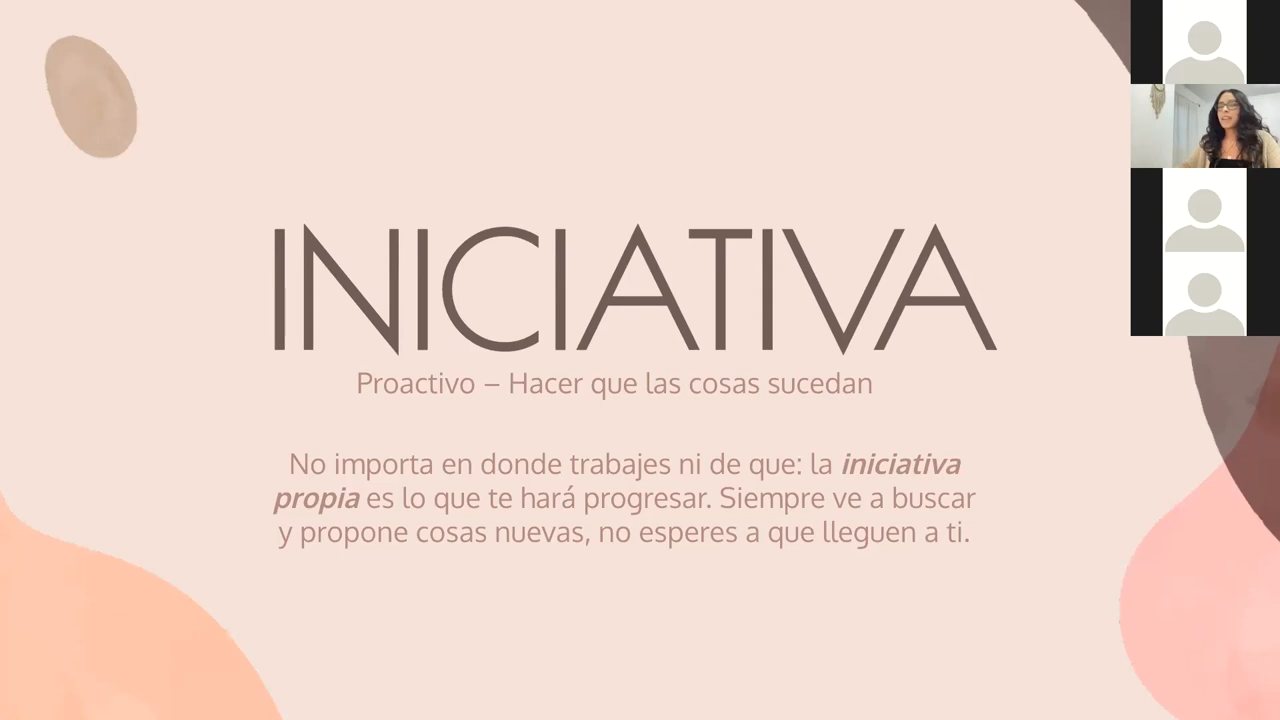 INICIATIVA
Proactivo – Hacer que las cosas sucedan
No importa en donde trabajes ni de que: la iniciativa
propia es lo que te hará progresar. Siempre ve a buscar
y propone cosas nuevas, no esperes a que lleguen a ti.